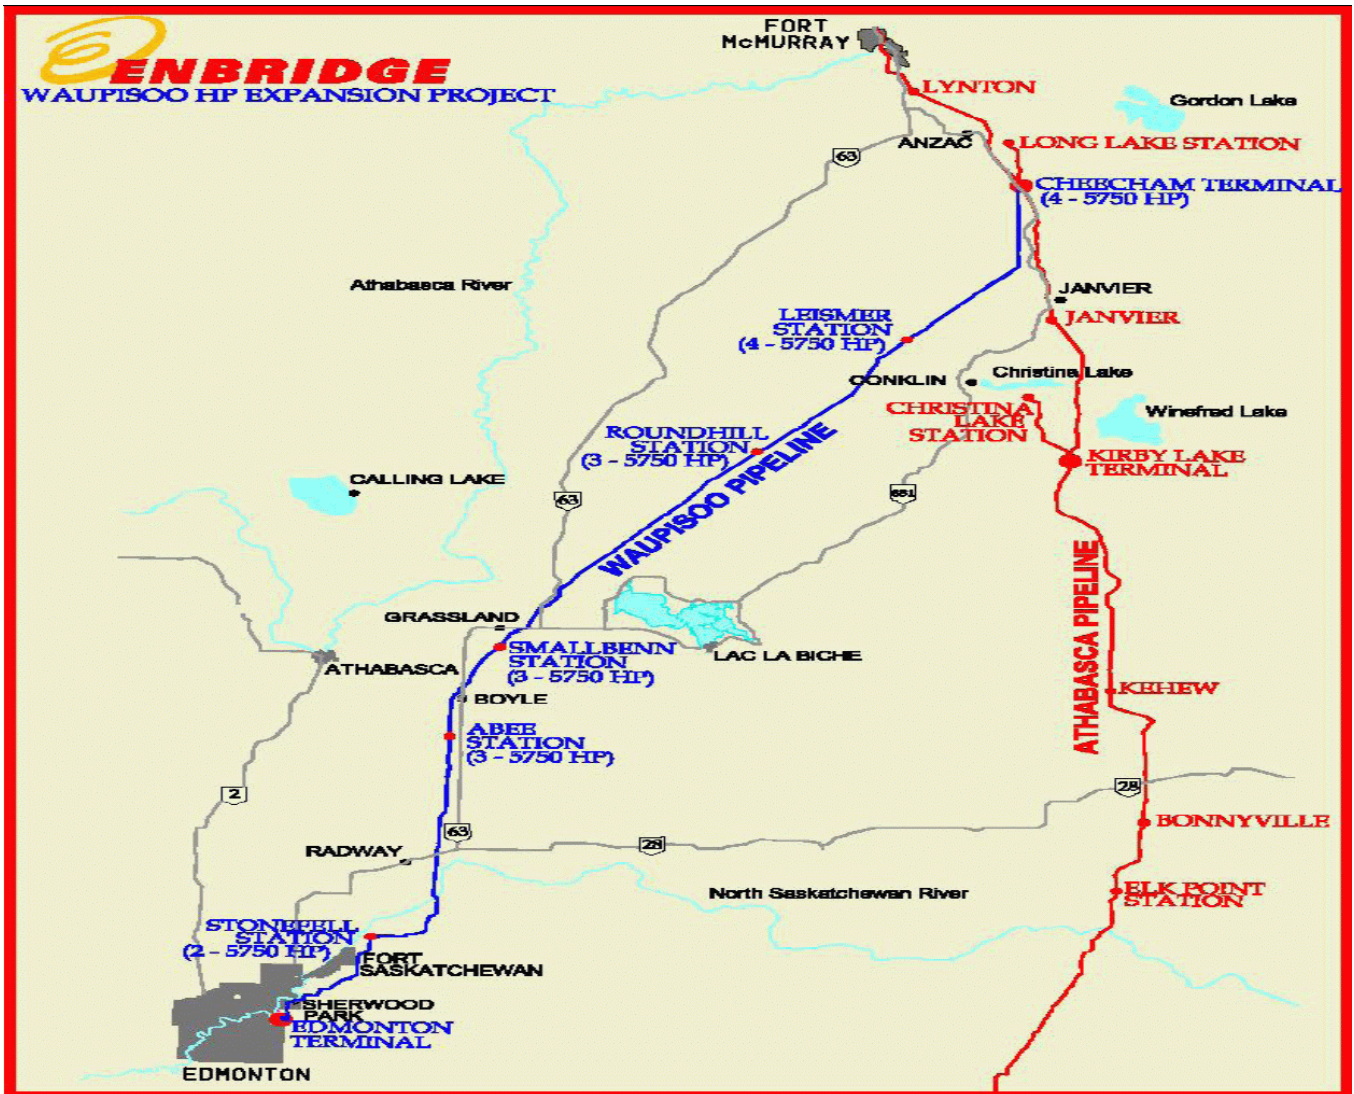 FORT
McMURRAY
ENBRIDGE
WAUPISOO HP EXPANSION PROJECT
LYNTON
Gordon Lake
ANZAC
LONG LAKE STATION
63
CHEECHAM TERMINAL
(4 - 5750 HP)
Athabasca River
JANVIER
LEISMER
STATION
(4 - 5750 HP)
JANVIER
CONKLIN
Christina Lake
CHRISTINA
LAKE
STATION
Winefred Lake
ROUNDHILL
STATION
(3 - 5750 HP)
WAUPISOO PIPELINE
KIRBY LAKE
TERMINAL
CALLING LAKE
63
881
ATHABASCA PIPELINE
GRASSLAND
SMALLBENN
STATION
(3 - 5750 HP)
LAC LA BICHE
ATHABASCA
KEHEW
BOYLE
ABEE
STATION
(3 - 5750 HP)
2
28
63
28
BONNYVILLE
RADWAY
North Saskatchewan River
ELK POINT
STATION
STONEFELL
STATION
(2 - 5750 HP)
FORT
SASKATCHEWAN
SHERWOOD
PARK
EDMONTON
TERMINAL
EDMONTON